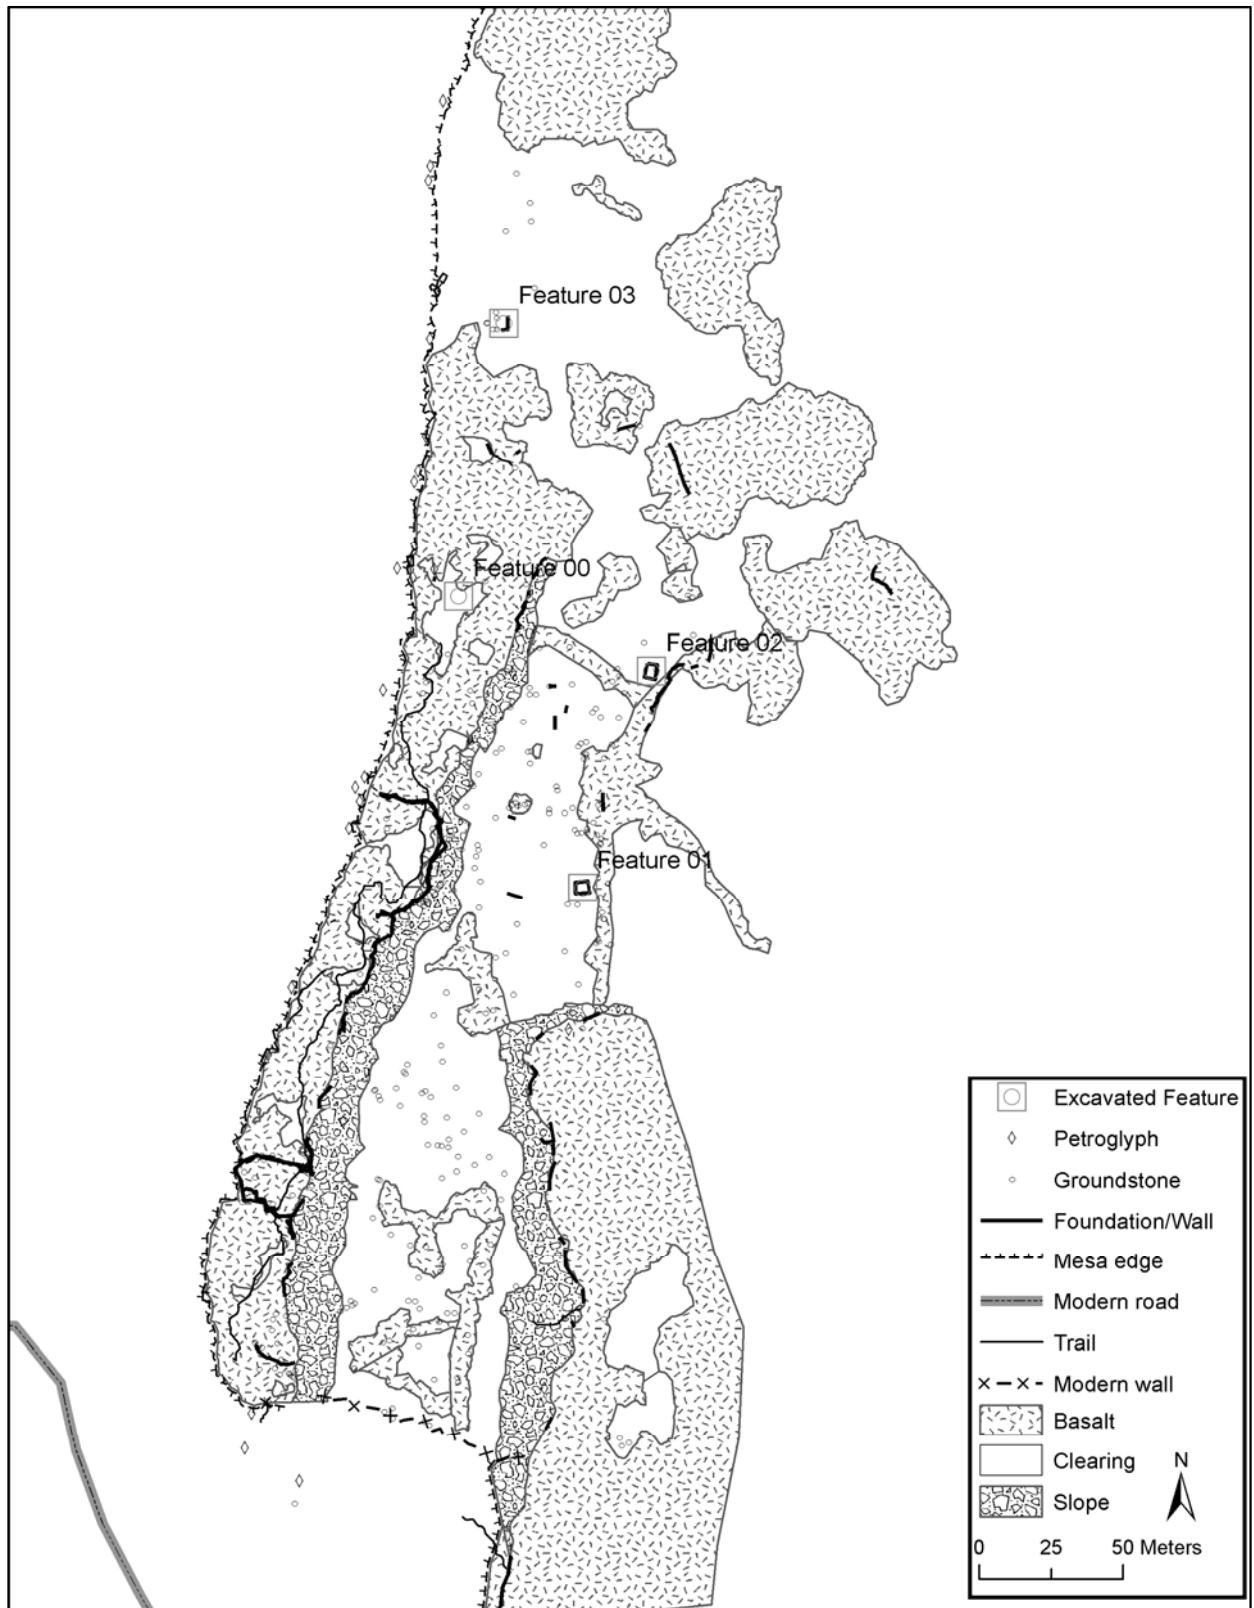 Feature 03
Feature 00
Feature 02
Feature 01
Excavated Feature
Petroglyph
Groundstone
Foundation/Wall
Mesa edge
Modern road
Trail
Modern wall
Basalt
Clearing
N
Slope
0 25 50 Meters